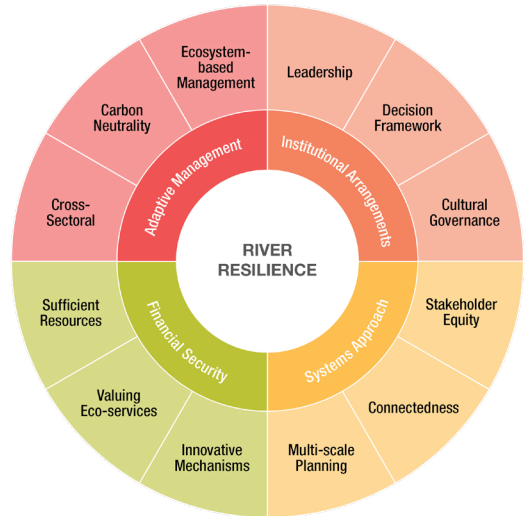 RIVER
RESILIENCE
Adaptive Management
Ecosystem-
based
Management
Carbon
Neutrality
Cross-
Sectoral
Institutional Arrangements
Leadership
Decision
Framework
Cultural
Governance
Systems Approach
Stakeholder
Equity
Connectedness
Multi-scale
Planning
Financial Security
Innovative
Mechanisms
Valuing
Eco-services
Sufficient
Resources